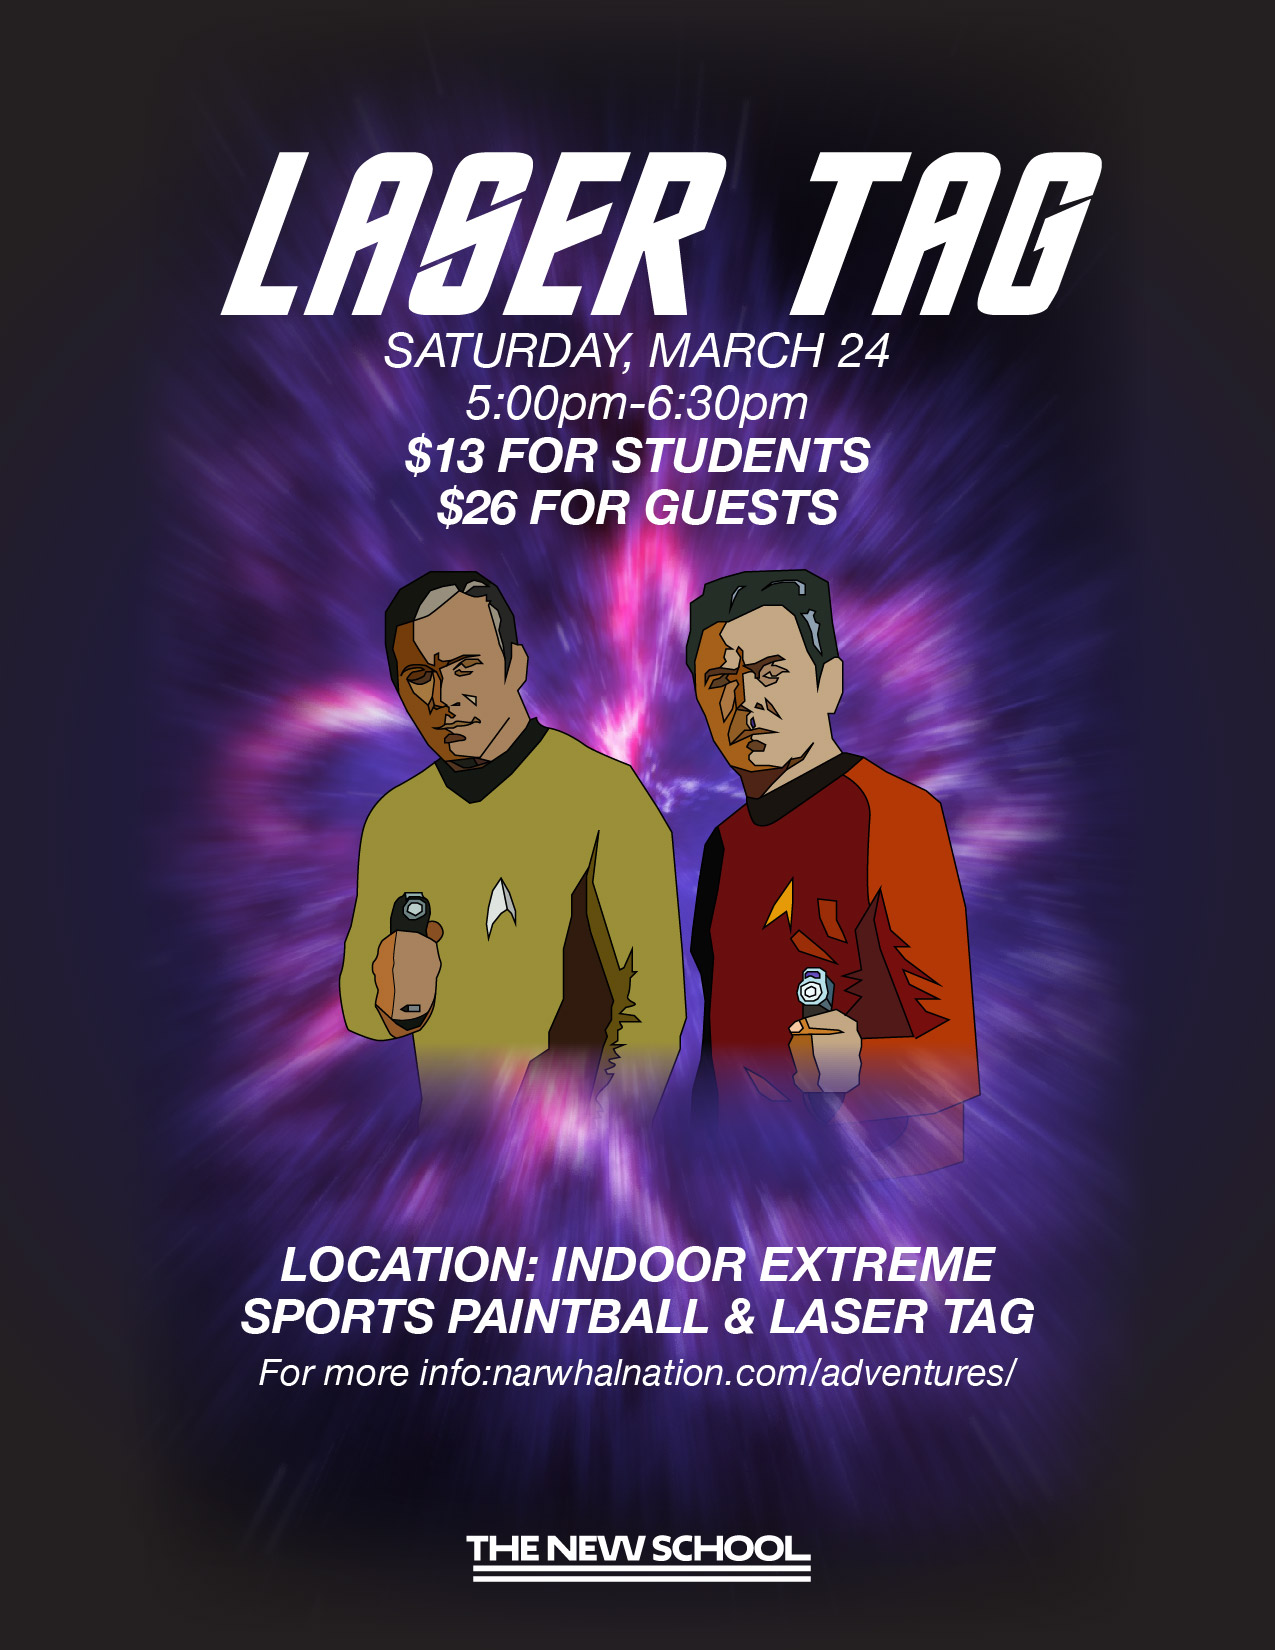 LASER TAG
SATURDAY, MARCH 24
5:00pm-6:30pm
$13 FOR STUDENTS
$26 FOR GUESTS
LOCATION: INDOOR EXTREME
SPORTS PAINTBALL & LASER TAG
For more info:narwhalnation.com/adventures/
THE NEW SCHOOL